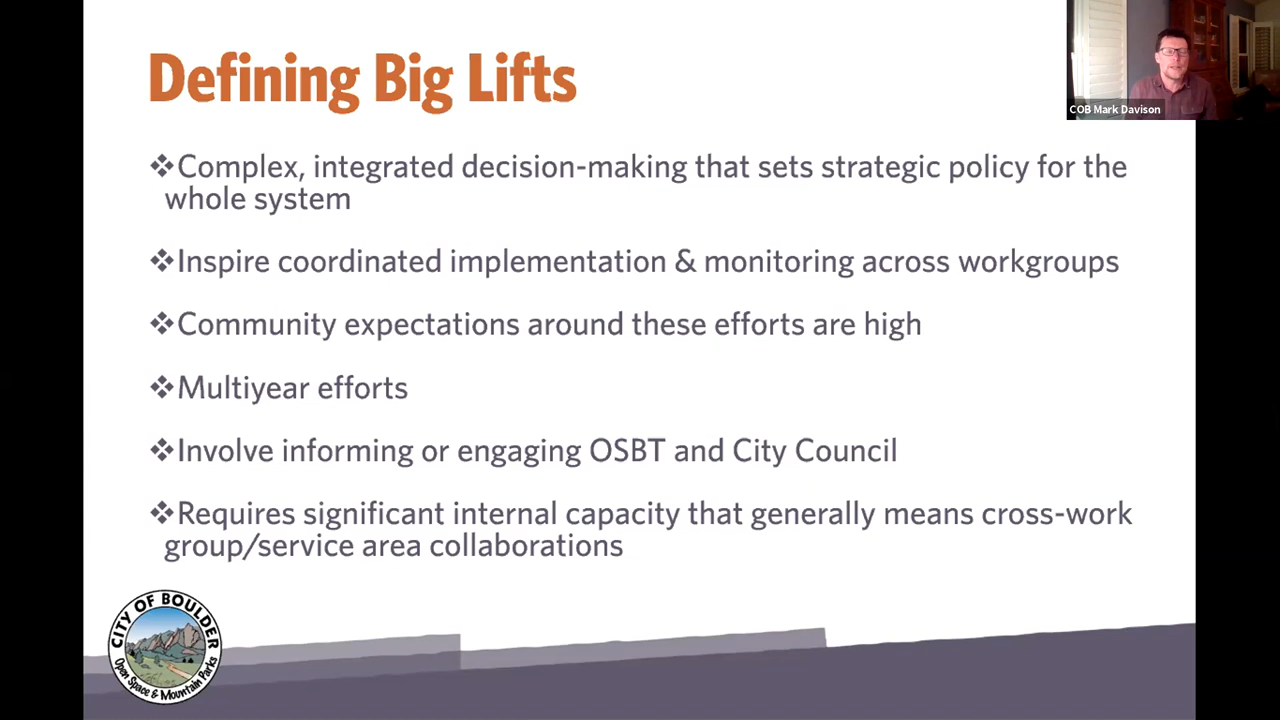 Defining Big Lifts
COB Mark Davison
❖Complex, integrated decision-making that sets strategic policy for the
whole system
❖Inspire coordinated implementation & monitoring across workgroups
❖Community expectations around these efforts are high
❖Multiyear efforts
❖Involve informing or engaging OSBT and City Council
❖Requires significant internal capacity that generally means cross-work
group/service area collaborations
CITY OF BOULDER
Open Space & Mountain Parks